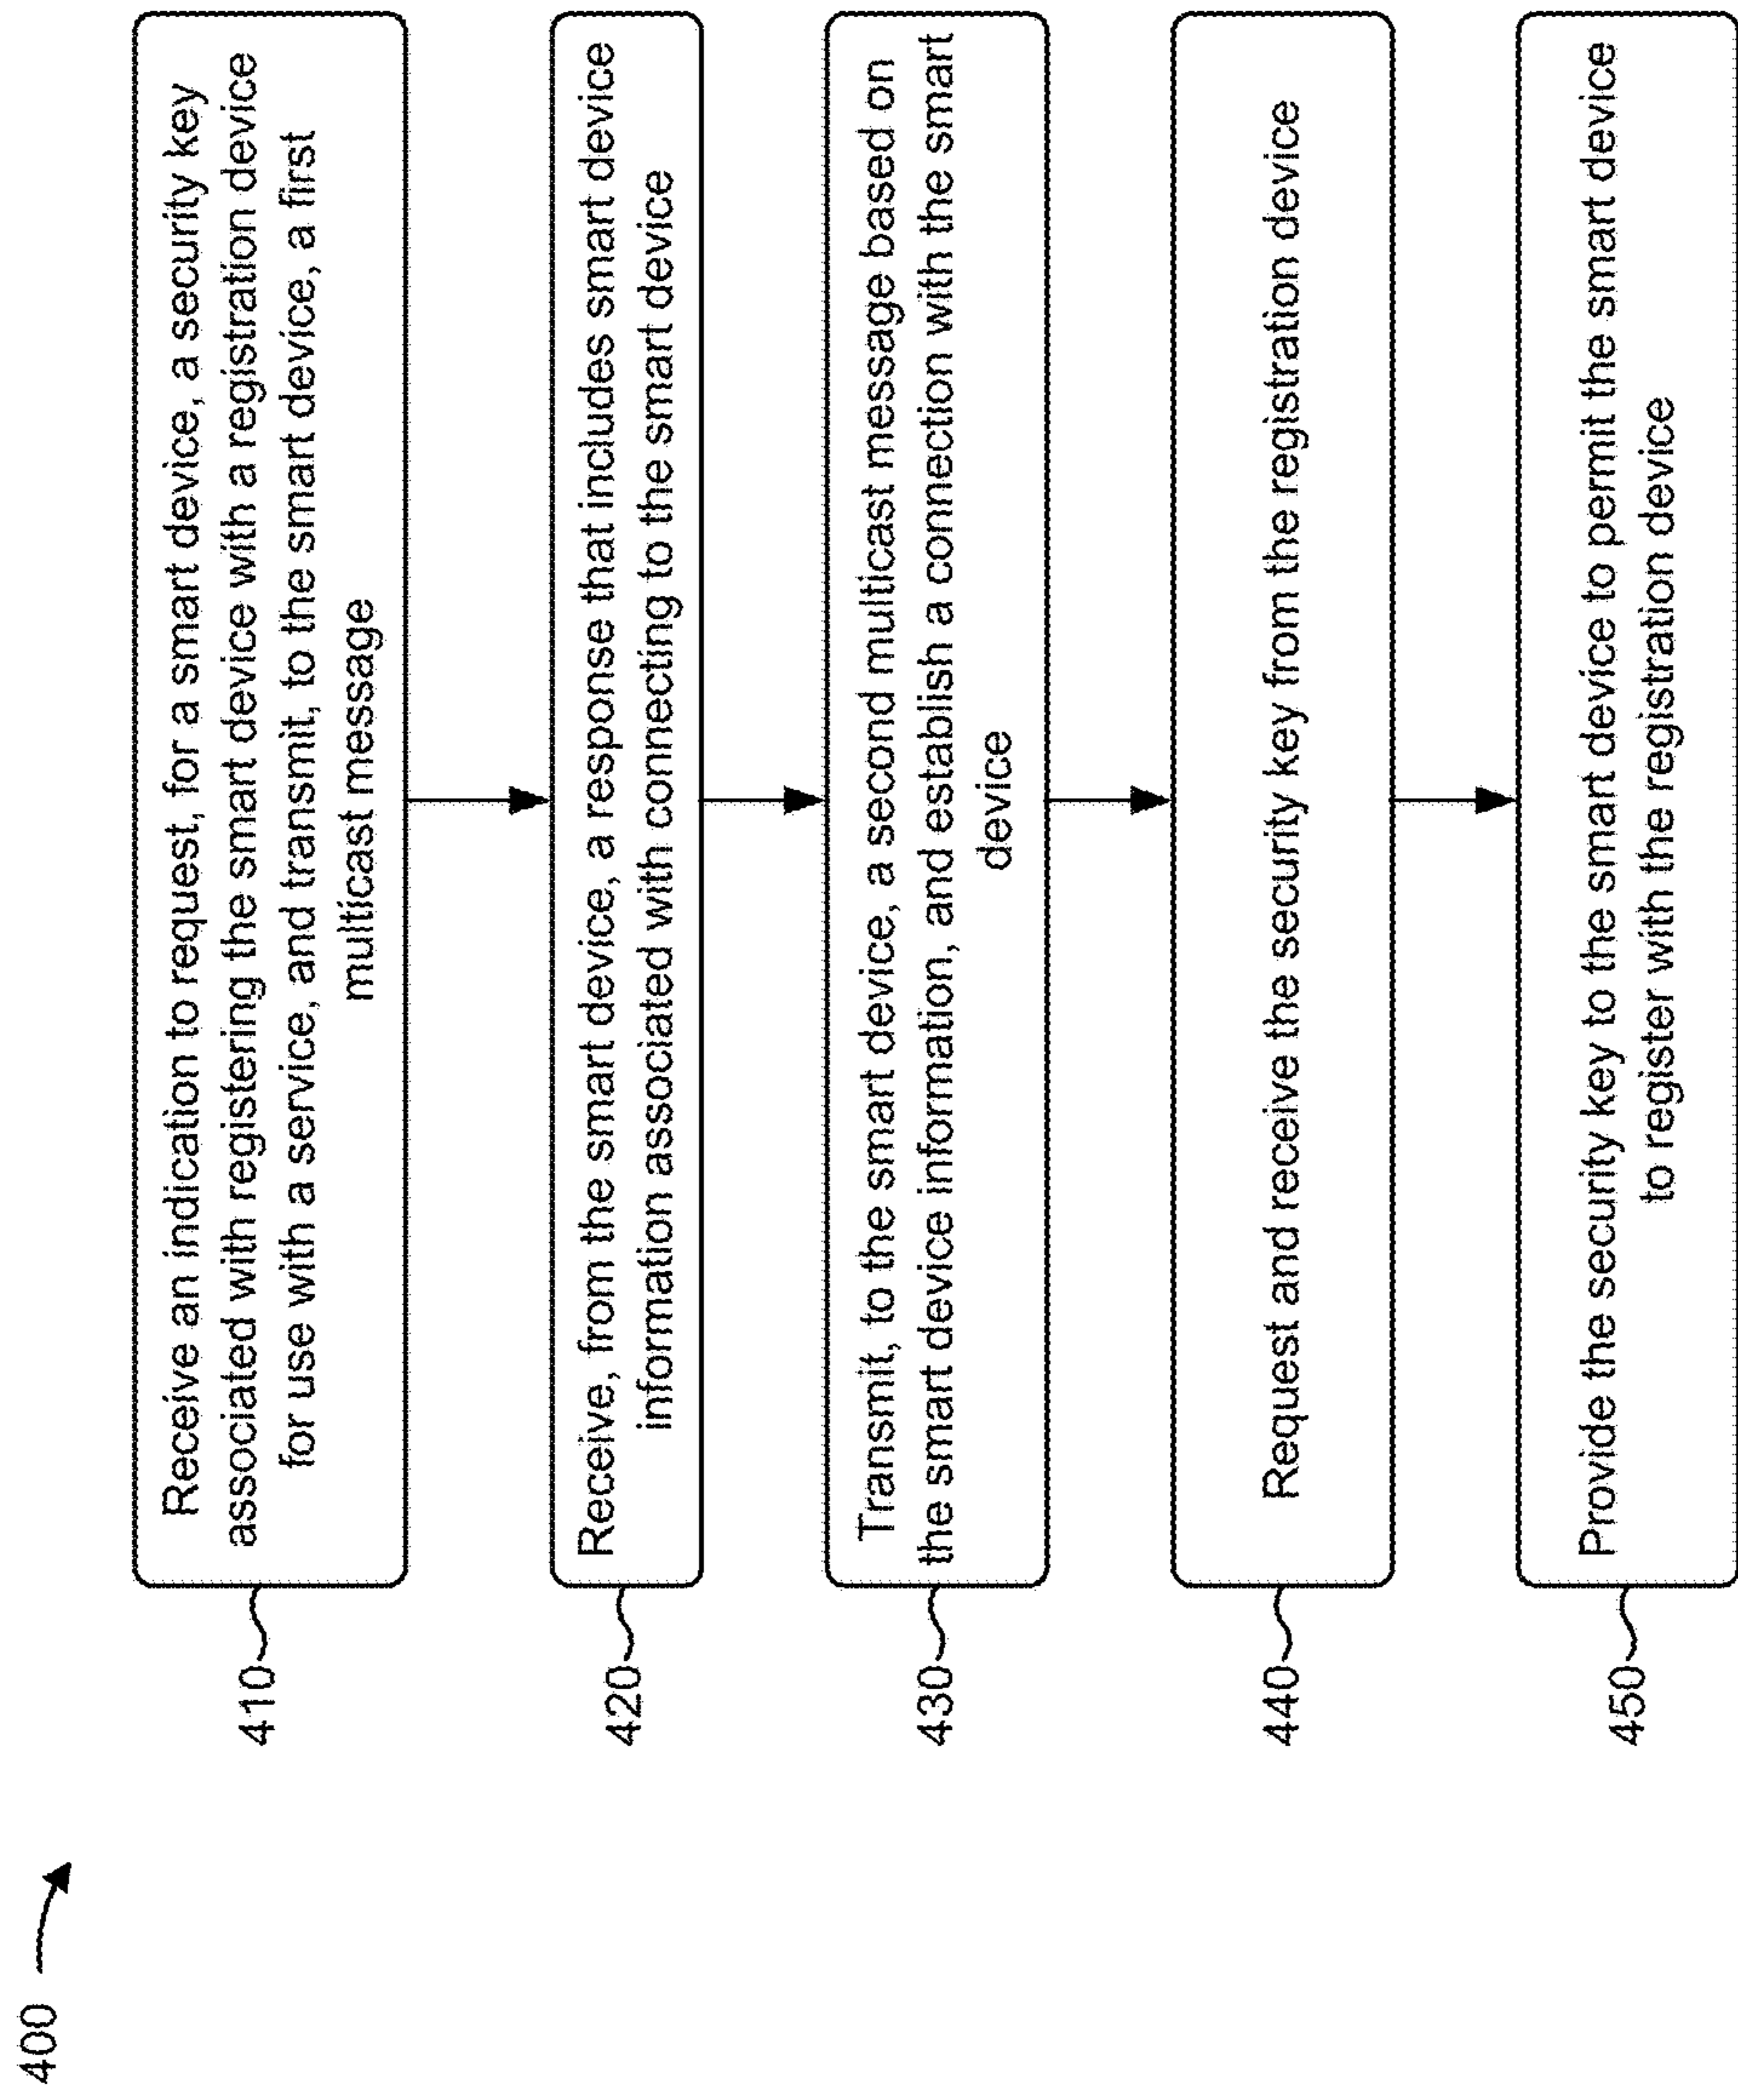 400
410
Receive an indication to request, for a smart device, a security key
associated with registering the smart device with a registration device
for use with a service, and transmit, to the smart device, a first
multicast message
420
Receive, from the smart device, a response that includes smart device
information associated with connecting to the smart device
430
Transmit, to the smart device, a second multicast message based on
the smart device information, and establish a connection with the smart
device
440
Request and receive the security key from the registration device
450
Provide the security key to the smart device to permit the smart device
to register with the registration device